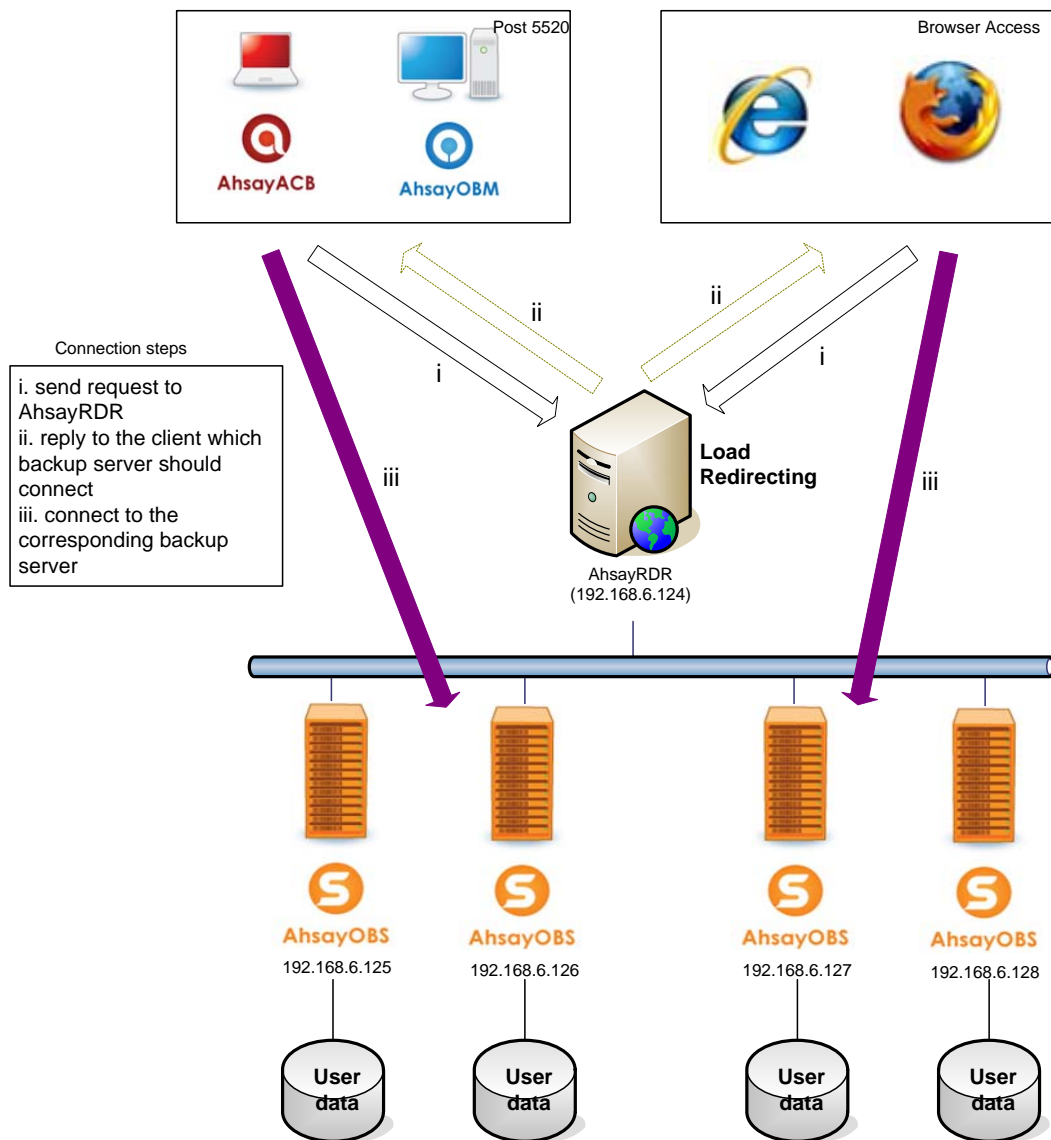 Post 5520
AhsayACB
AhsayOBM
Browser Access
ii
ii
i
i
Connection steps
i. send request to
AhsayRDR
ii. reply to the client which
backup server should
connect
iii. connect to the
corresponding backup
server
iii
iii
Load
Redirecting
AhsayRDR
(192.168.6.124)
AhsayOBS
AhsayOBS
AhsayOBS
AhsayOBS
192.168.6.125
192.168.6.126
192.168.6.127
192.168.6.128
User
data
User
data
User
data
User
data